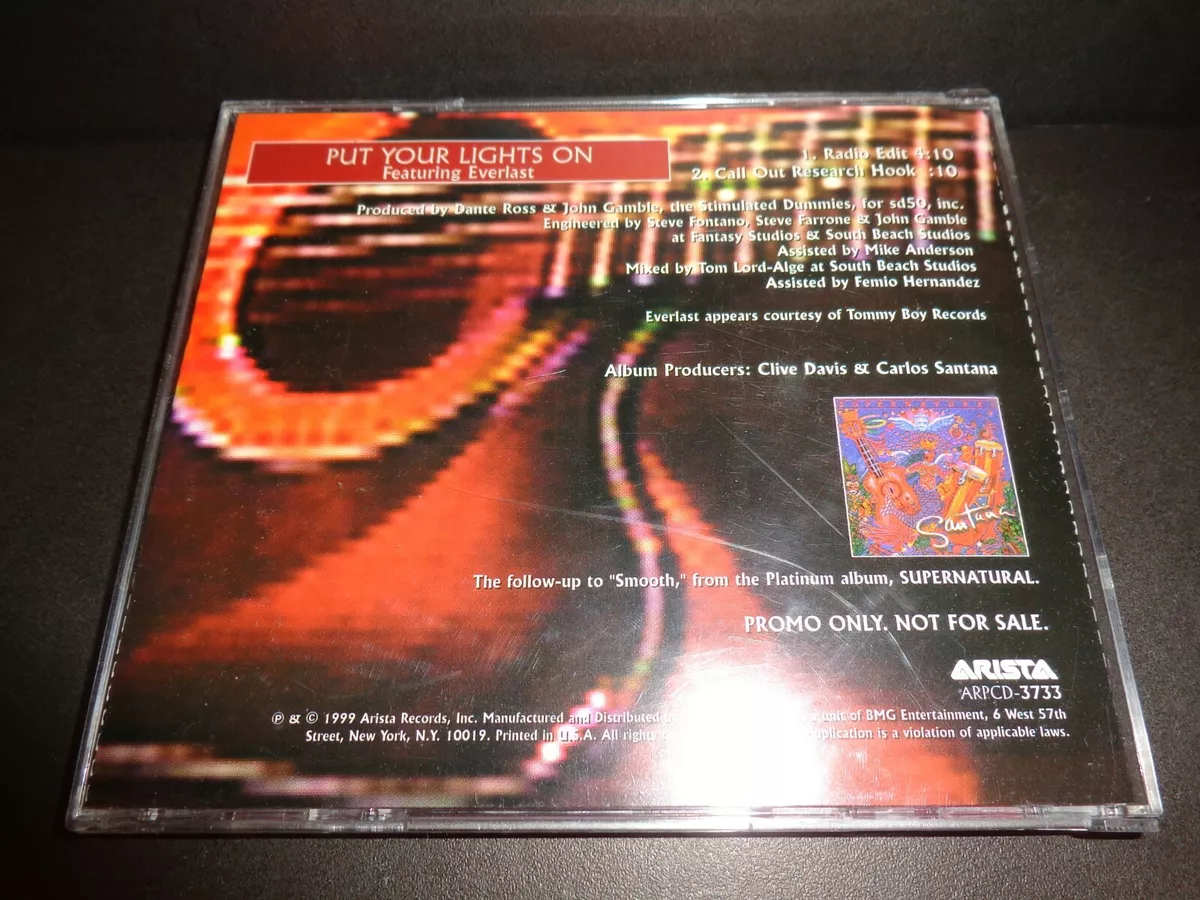 PUT YOUR LIGHTS ON
Featuring Everlast
1. Radio Edit 4:10
2. Call Out Research Hook :10
Produced by Dante Ross & John Gamble, the Stimulated Dummies, for sd50, inc.
Engineered by Steve Fontano, Steve Farrone & John Gamble
at Fantasy Studios & South Beach Studios
Assisted by Mike Anderson
Mixed by Tom Lord-Alge at South Beach Studios
Assisted by Femio Hernandez
Everlast appears courtesy of Tommy Boy Records
Album Producers: Clive Davis & Carlos Santana
SUPERNATURAL
Santana
The follow-up to "Smooth," from the Platinum album, SUPERNATURAL.
PROMO ONLY. NOT FOR SALE.
ARISTA
ARPCD-3733
℗ & © 1999 Arista Records, Inc. Manufactured and Distributed unit of BMG Entertainment, 6 West 57th
Street, New York, N.Y. 10019. Printed in U.S.A. All rights is a violation of applicable laws.